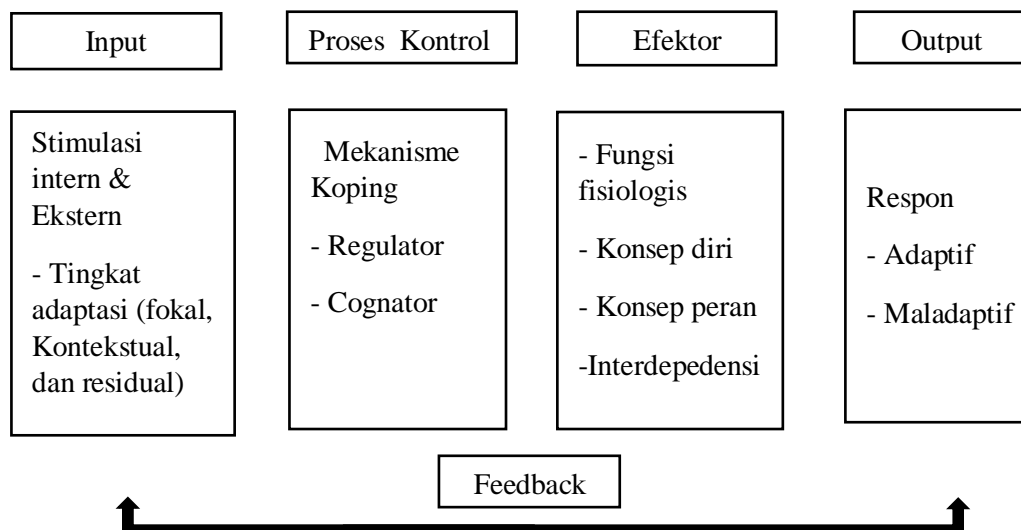 Input
Proses Kontrol
Efektor
Output
Stimulasi
intern &
Ekstern
- Tingkat
adaptasi (fokal,
Kontekstual,
dan residual)
Mekanisme
Koping
- Regulator
- Cognator
- Fungsi
fisiologis
- Konsep diri
- Konsep peran
-Interdepedensi
Respon
- Adaptif
- Maladaptif
Feedback